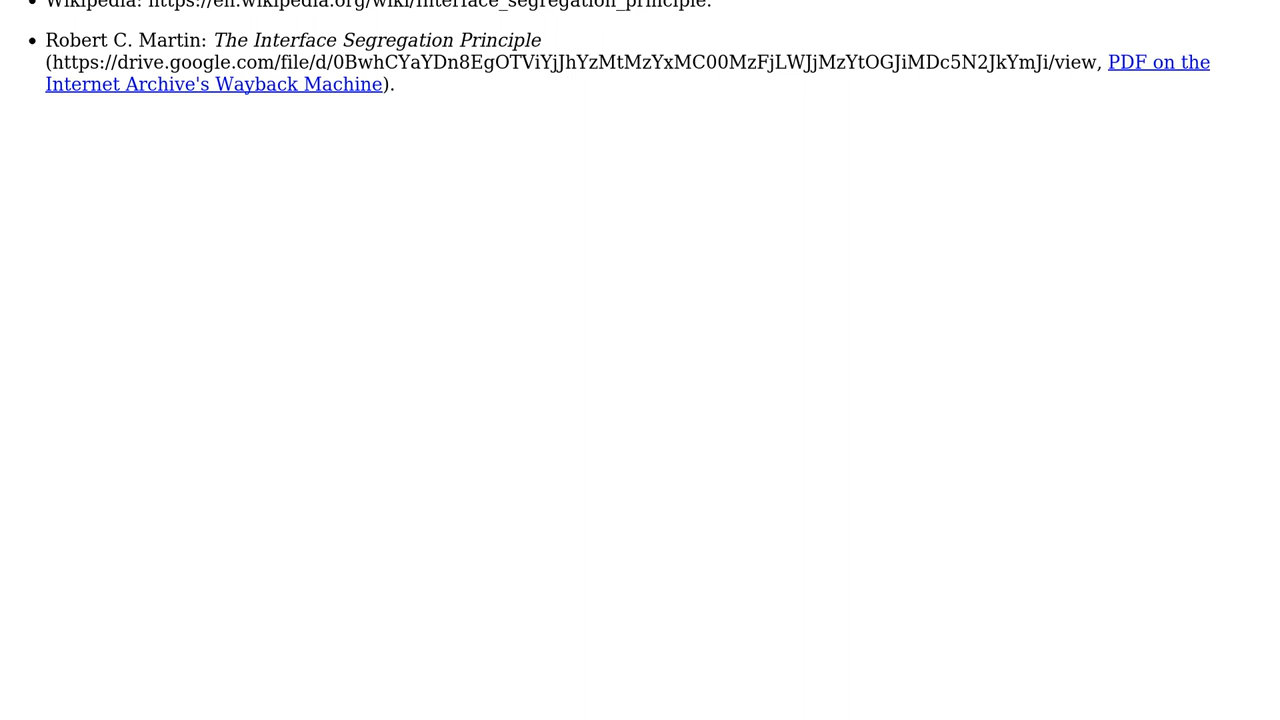 Wikipedia: https://en.wikipedia.org/wiki/Interface_segregation_principle.
Robert C. Martin: The Interface Segregation Principle
(https://drive.google.com/file/d/0BwhCYaYDn8EgOTViYjJhYzMtMzYxMC00MzFjLWJjMzYtOGJiMDc5N2JkYmJi/view, PDF on the
Internet Archive's Wayback Machine).